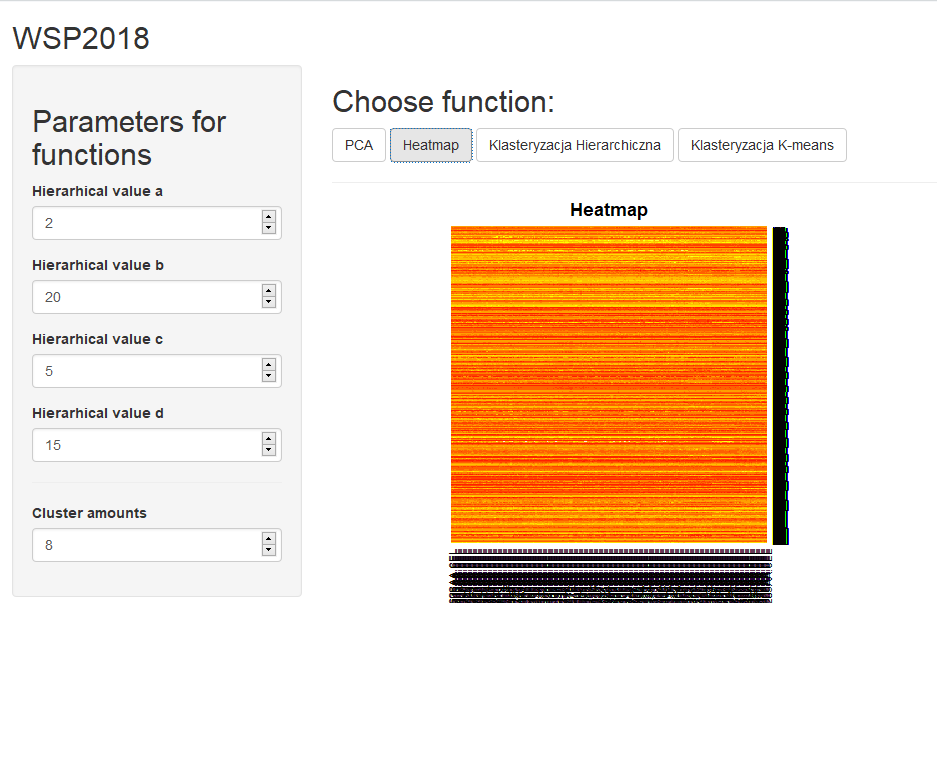 WSP2018
Parameters for
functions
Hierarhical value a
2
Hierarhical value b
20
Hierarhical value c
5
Hierarhical value d
15
Cluster amounts
8
Choose function:
PCA
Heatmap
Klasteryzacja Hierarchiczna
Klasteryzacja K-means
Heatmap